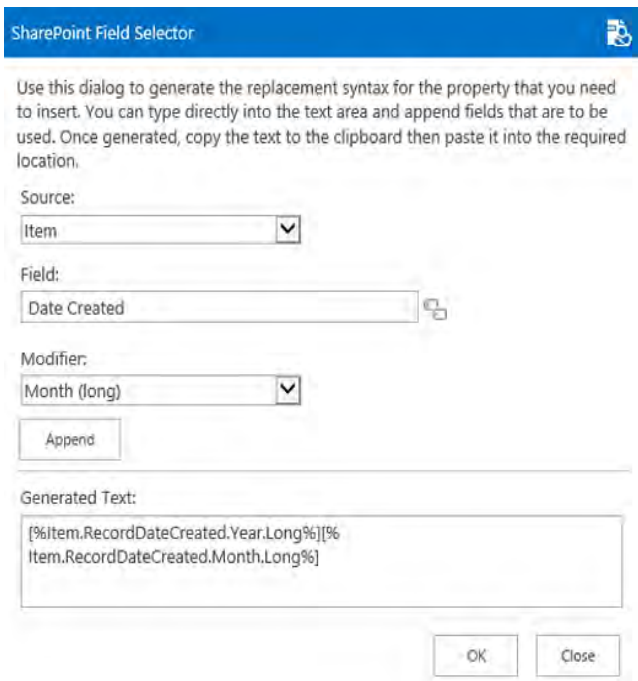 SharePoint Field Selector
Use this dialog to generate the replacement syntax for the property that you need
to insert. You can type directly into the text area and append fields that are to be
used. Once generated, copy the text to the clipboard then paste it into the required
location.
Source:
Item
Field:
Date Created
Modifier:
Month (long)
Append
Generated Text:
[%Item.RecordDateCreated.Year.Long%][%
Item.RecordDateCreated.Month.Long%]
OK
Close